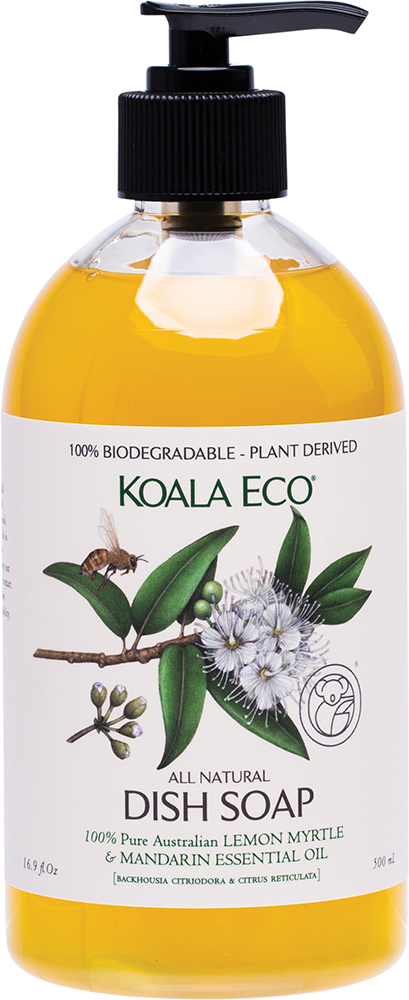 100% BIODEGRADABLE - PLANT DERIVED
KOALA ECO®
®
ALL NATURAL
DISH SOAP
100% Pure Australian LEMON MYRTLE
& MANDARIN ESSENTIAL OIL
16.9 fl.Oz
500 mL
[BACKHOUSIA CITRIODORA & CITRUS RETICULATA]